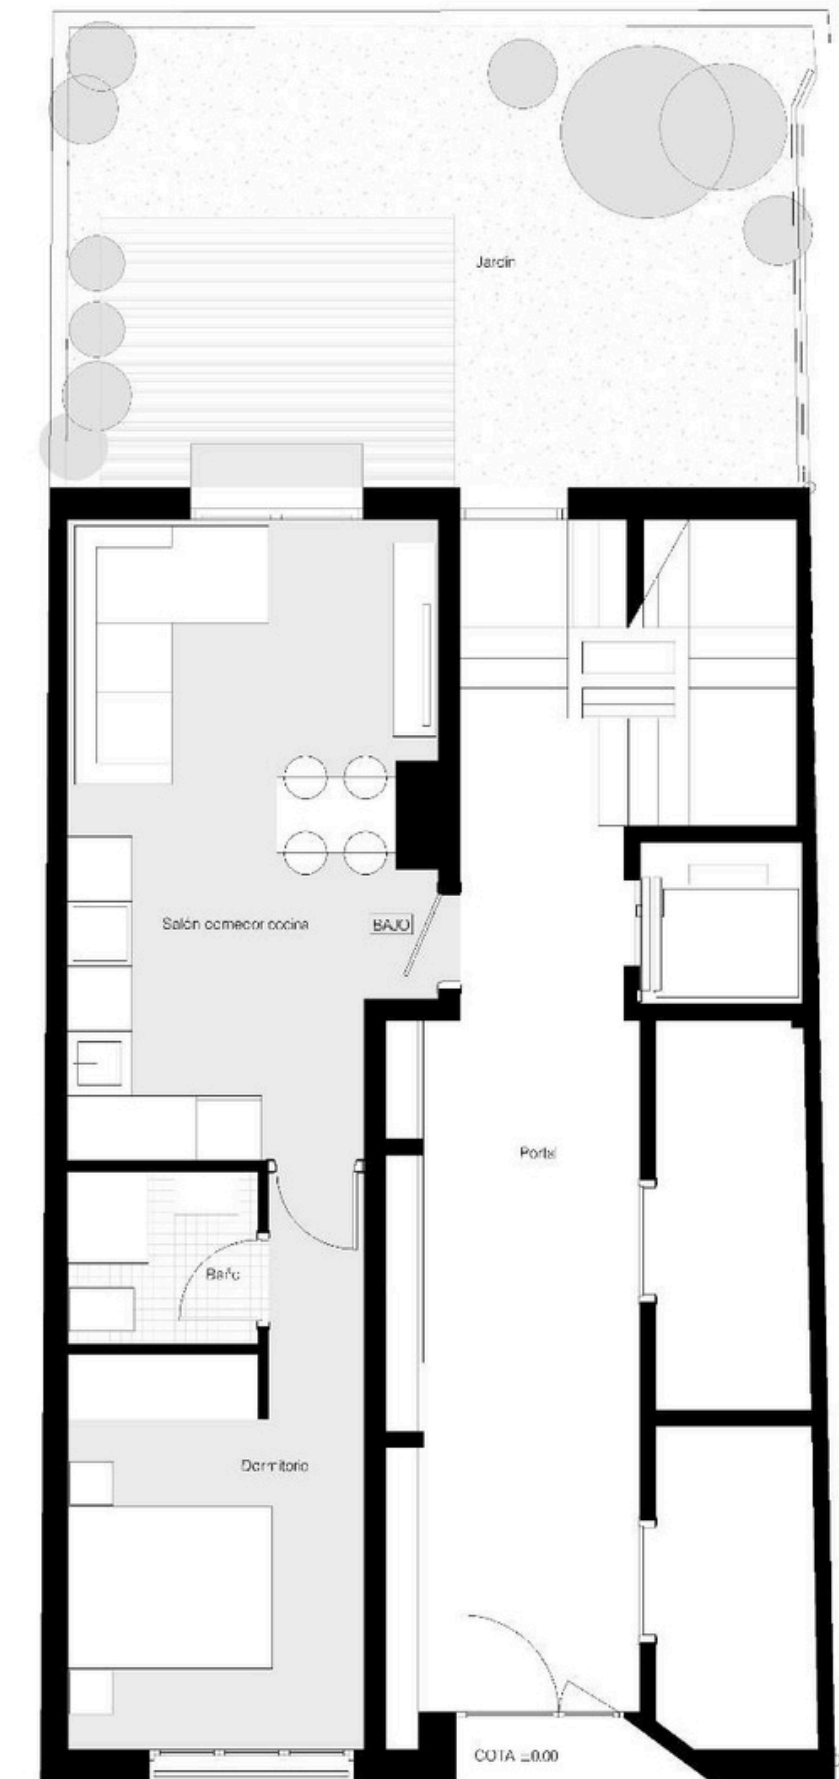 Jardín
Salón comedor cocina
BAJO
Portal
Baño
Dormitorio
COTA ±0.00